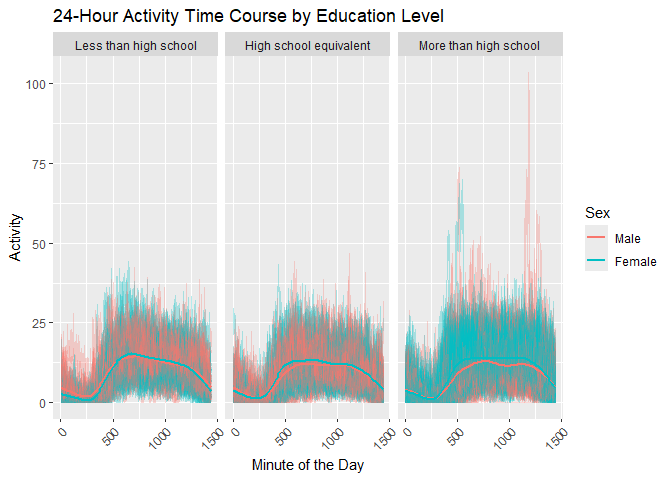 24-Hour Activity Time Course by Education Level
Less than high school
High school equivalent
More than high school
100
75
50
25
0
Activity
0
500
1000
1500
0
500
1000
1500
0
500
1000
1500
Minute of the Day
Sex
Male
Female